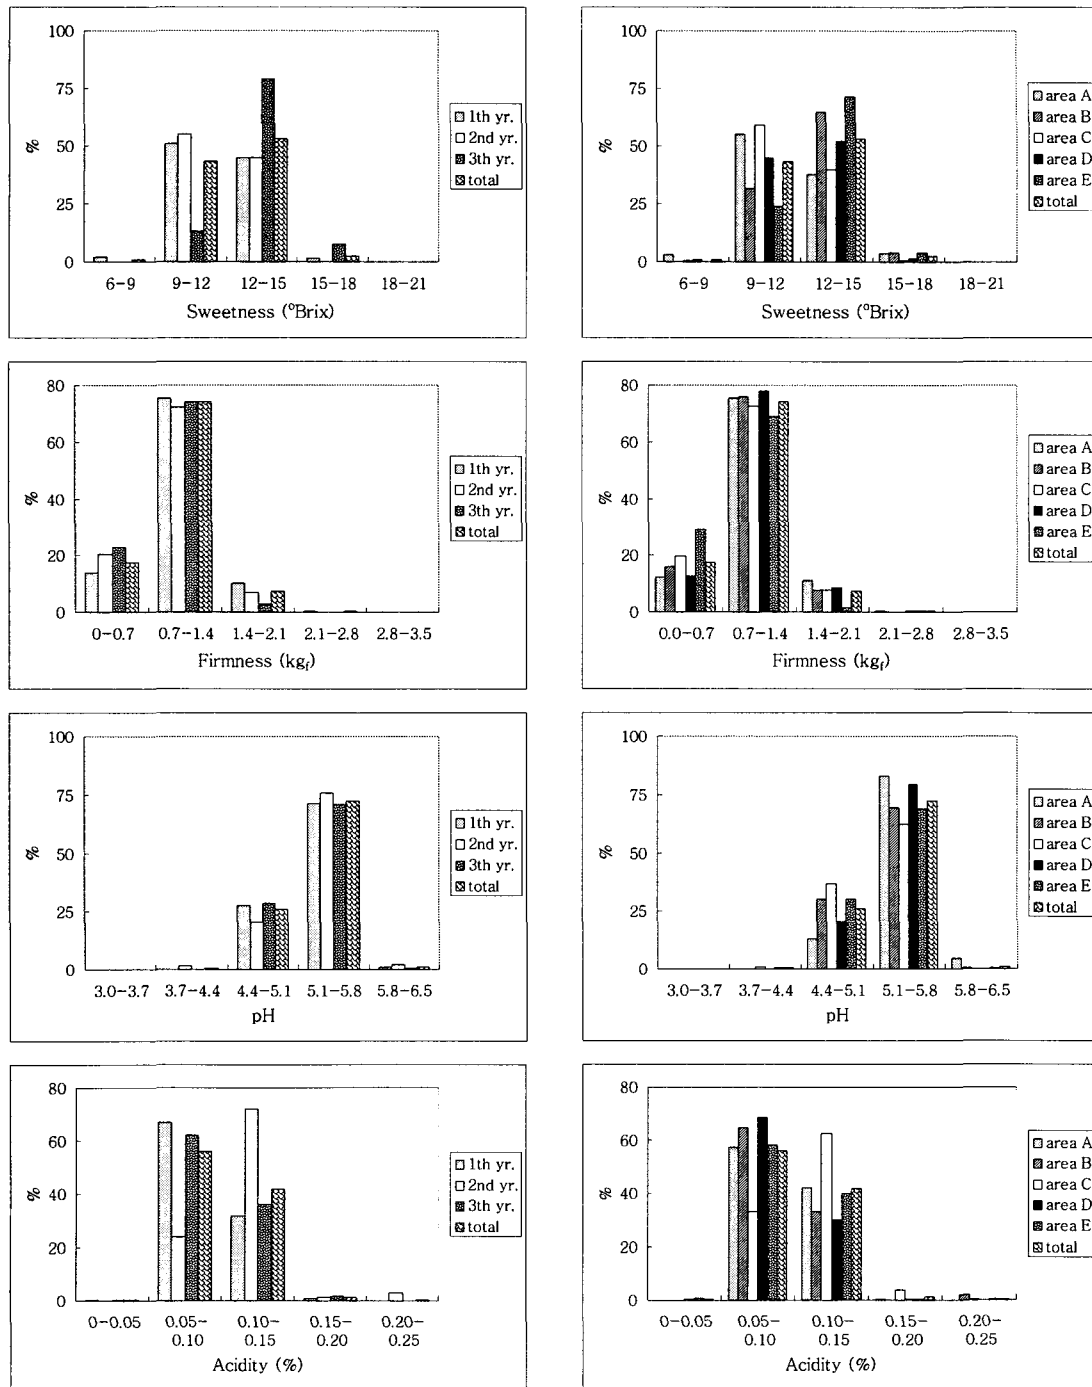 100
75
50
25
0
%
6-9 9-12 12-15 15-18 18-21
Sweetness (°Brix)
1th yr.
2nd yr.
3th yr.
total
100
75
50
25
0
%
6-9 9-12 12-15 15-18 18-21
Sweetness (°Brix)
area A
area B
area C
area D
area E
total
80
60
40
20
0
%
0-0.7 0.7-1.4 1.4-2.1 2.1-2.8 2.8-3.5
Firmness (kgf)
1th yr.
2nd yr.
3th yr.
total
80
60
40
20
0
%
0.0-0.7 0.7-1.4 1.4-2.1 2.1-2.8 2.8-3.5
Firmness (kgf)
area A
area B
area C
area D
area E
total
100
75
50
25
0
%
3.0-3.7 3.7-4.4 4.4-5.1 5.1-5.8 5.8-6.5
pH
1th yr.
2nd yr.
3th yr.
total
100
75
50
25
0
%
3.0-3.7 3.7-4.4 4.4-5.1 5.1-5.8 5.8-6.5
pH
area A
area B
area C
area D
area E
total
80
60
40
20
0
%
0-0.05 0.05- 0.10- 0.15- 0.20-
0.10 0.15 0.20 0.25
Acidity (%)
1th yr.
2nd yr.
3th yr.
total
80
60
40
20
0
%
0-0.05 0.05- 0.10- 0.15- 0.20-
0.10 0.15 0.20 0.25
Acidity (%)
area A
area B
area C
area D
area E
total